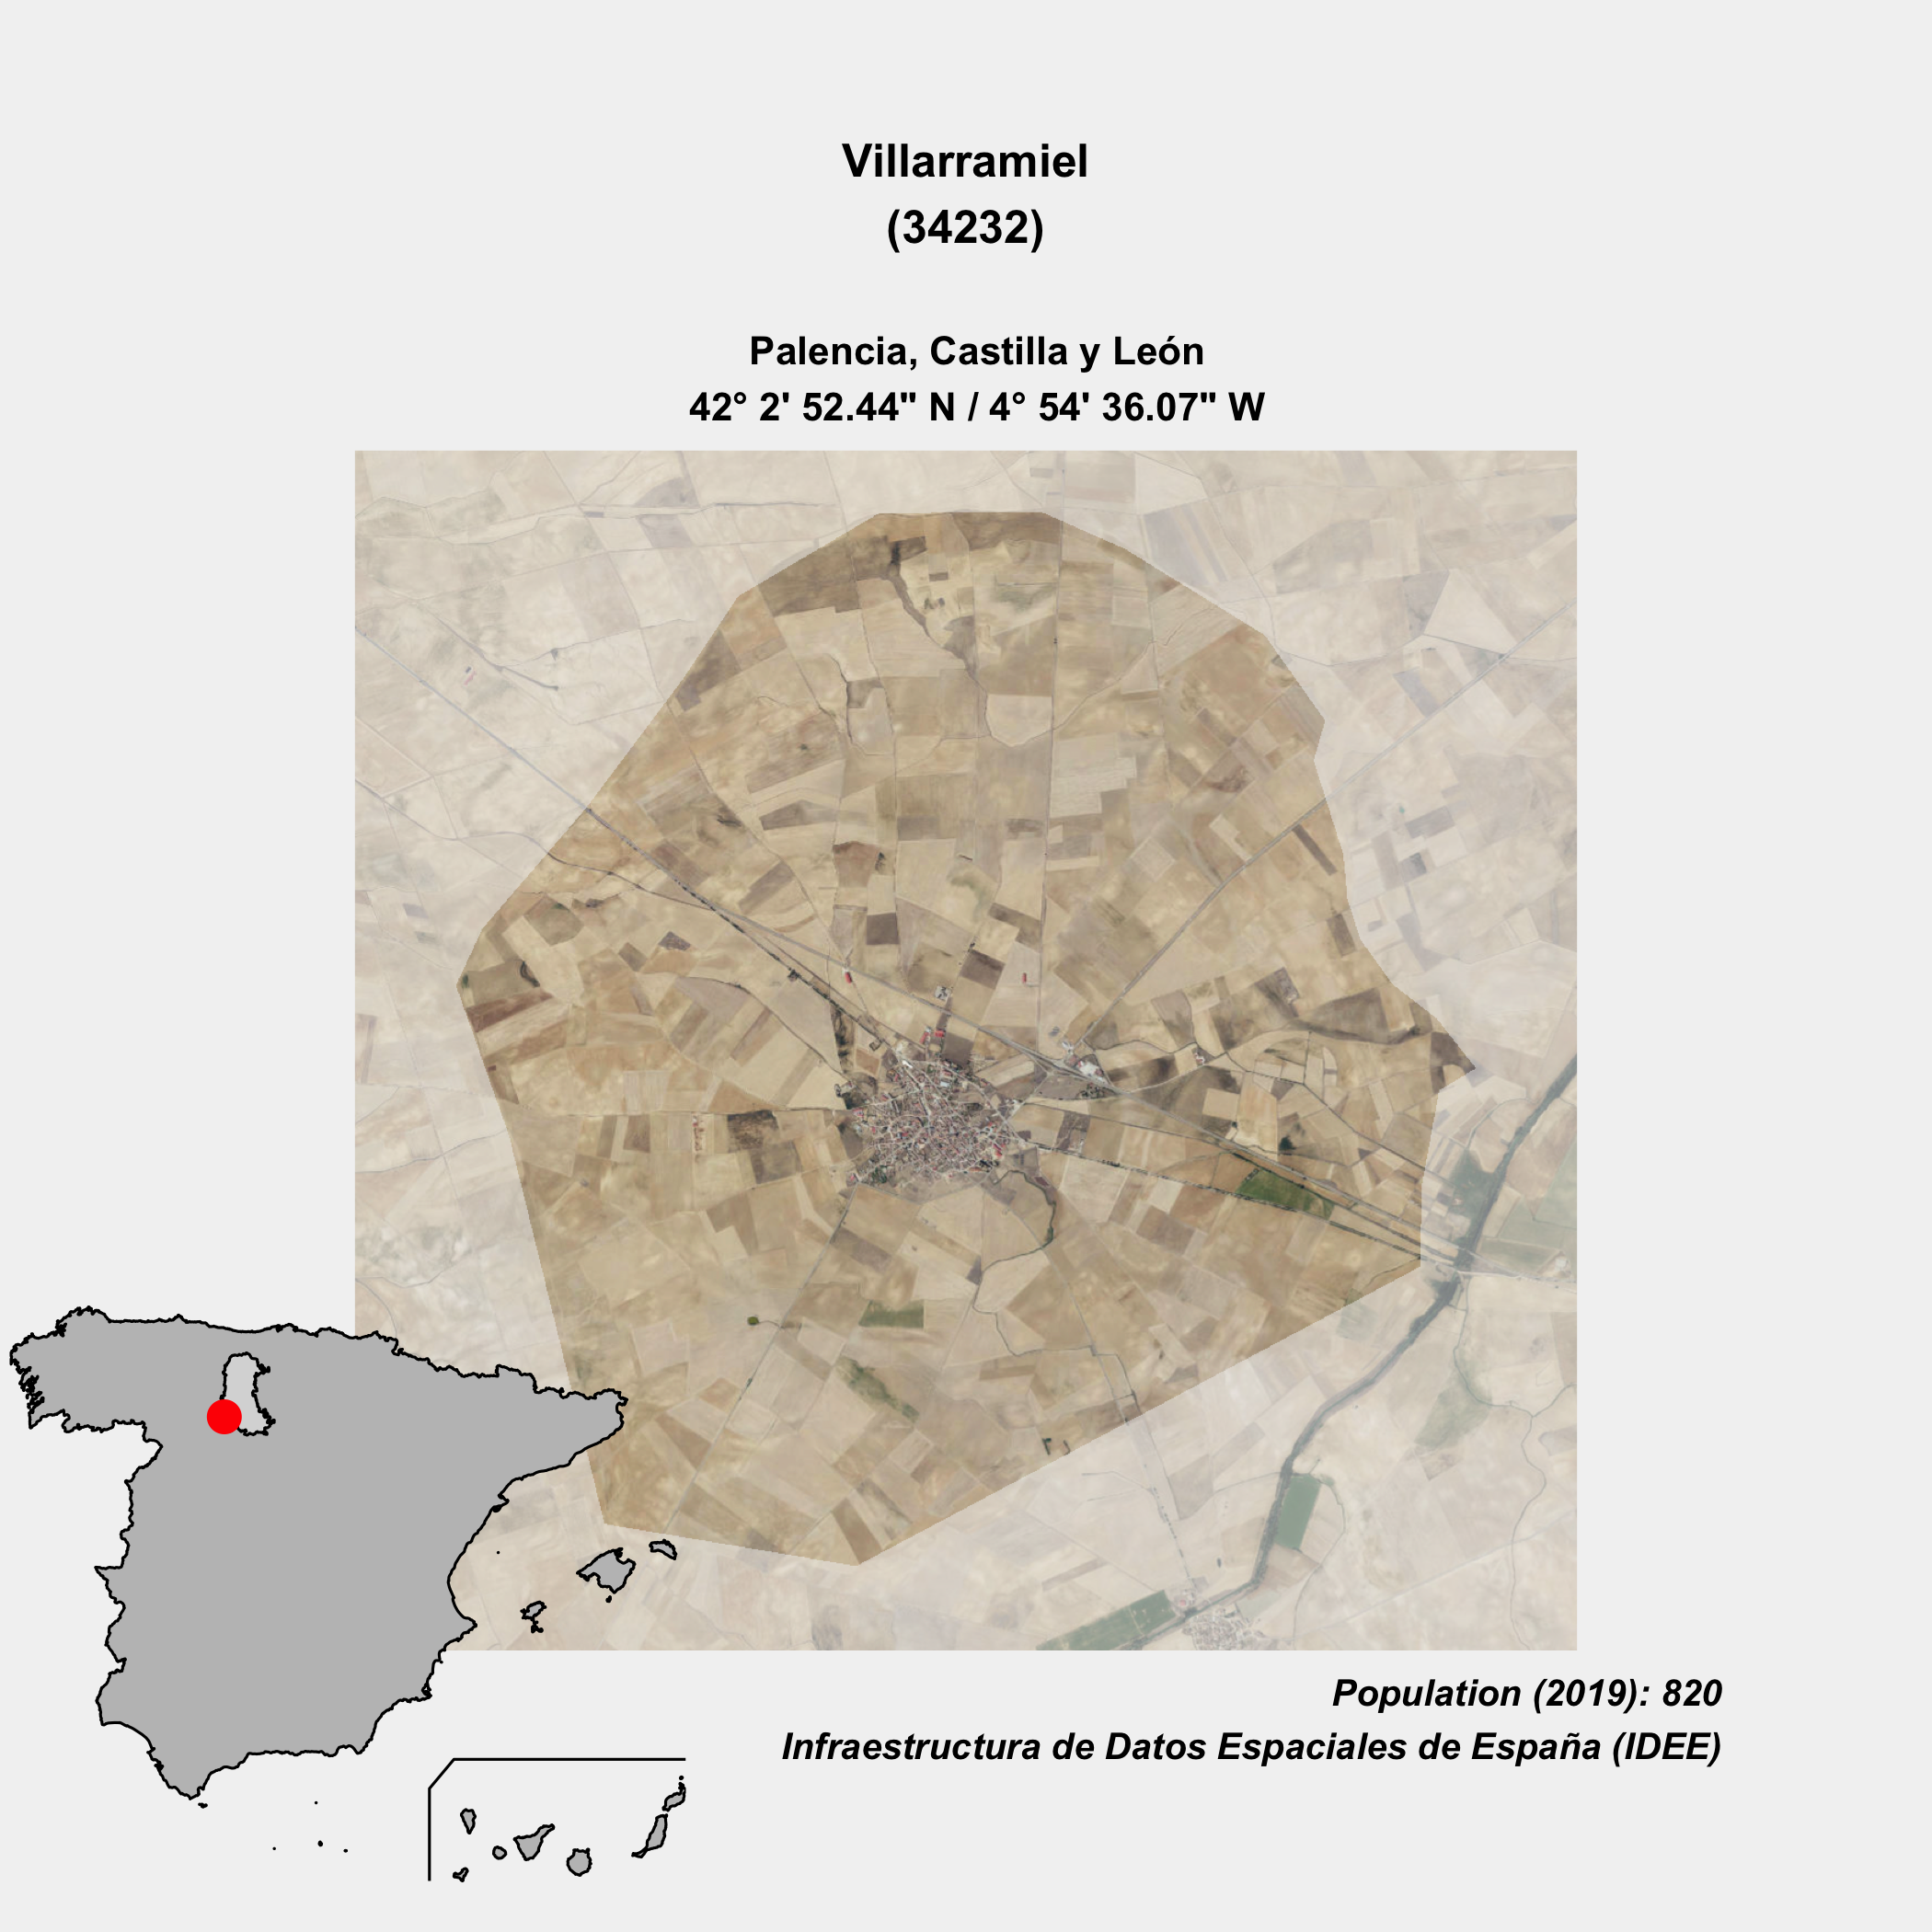 Villarramiel
(34232)
Palencia, Castilla y León
42° 2' 52.44" N / 4° 54' 36.07" W
Population (2019): 820
Infraestructura de Datos Espaciales de España (IDEE)